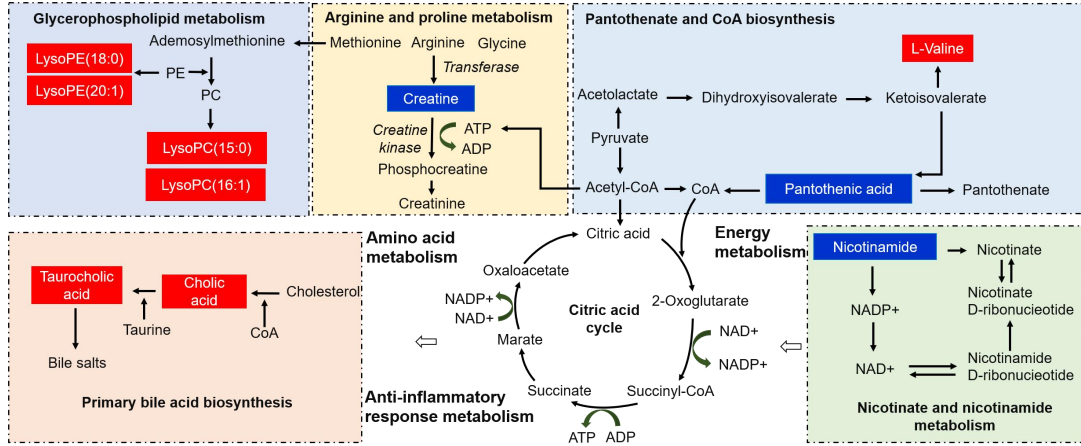 Glycerophospholipid metabolism
Ademosylmethionine
LysoPE(18:0)
LysoPE(20:1)
PE
PC
LysoPC(15:0)
LysoPC(16:1)
Arginine and proline metabolism
Methionine Arginine Glycine
Transferase
Creatine
Creatine
kinase
ATP
ADP
Phosphocreatine
Creatinine
Pantothenate and CoA biosynthesis
L-Valine
Acetolactate
Dihydroxyisovalerate
Ketoisovalerate
Pyruvate
Acetyl-CoA
CoA
Pantothenic acid
Pantothenate
Primary bile acid biosynthesis
Taurocholic
acid
Cholic
acid
Cholesterol
Taurine
CoA
Bile salts
Amino acid
metabolism
Energy
metabolism
Anti-inflammatory
response metabolism
Citric acid
cycle
Citric acid
2-Oxoglutarate
NAD+
NADP+
Succinyl-CoA
ATP
ADP
Succinate
Marate
NADP+
NAD+
Oxaloacetate
Nicotinamide
Nicotinate
NADP+
Nicotinate
D-ribonucieotide
NAD+
Nicotinamide
D-ribonucieotide
Nicotinate and nicotinamide
metabolism